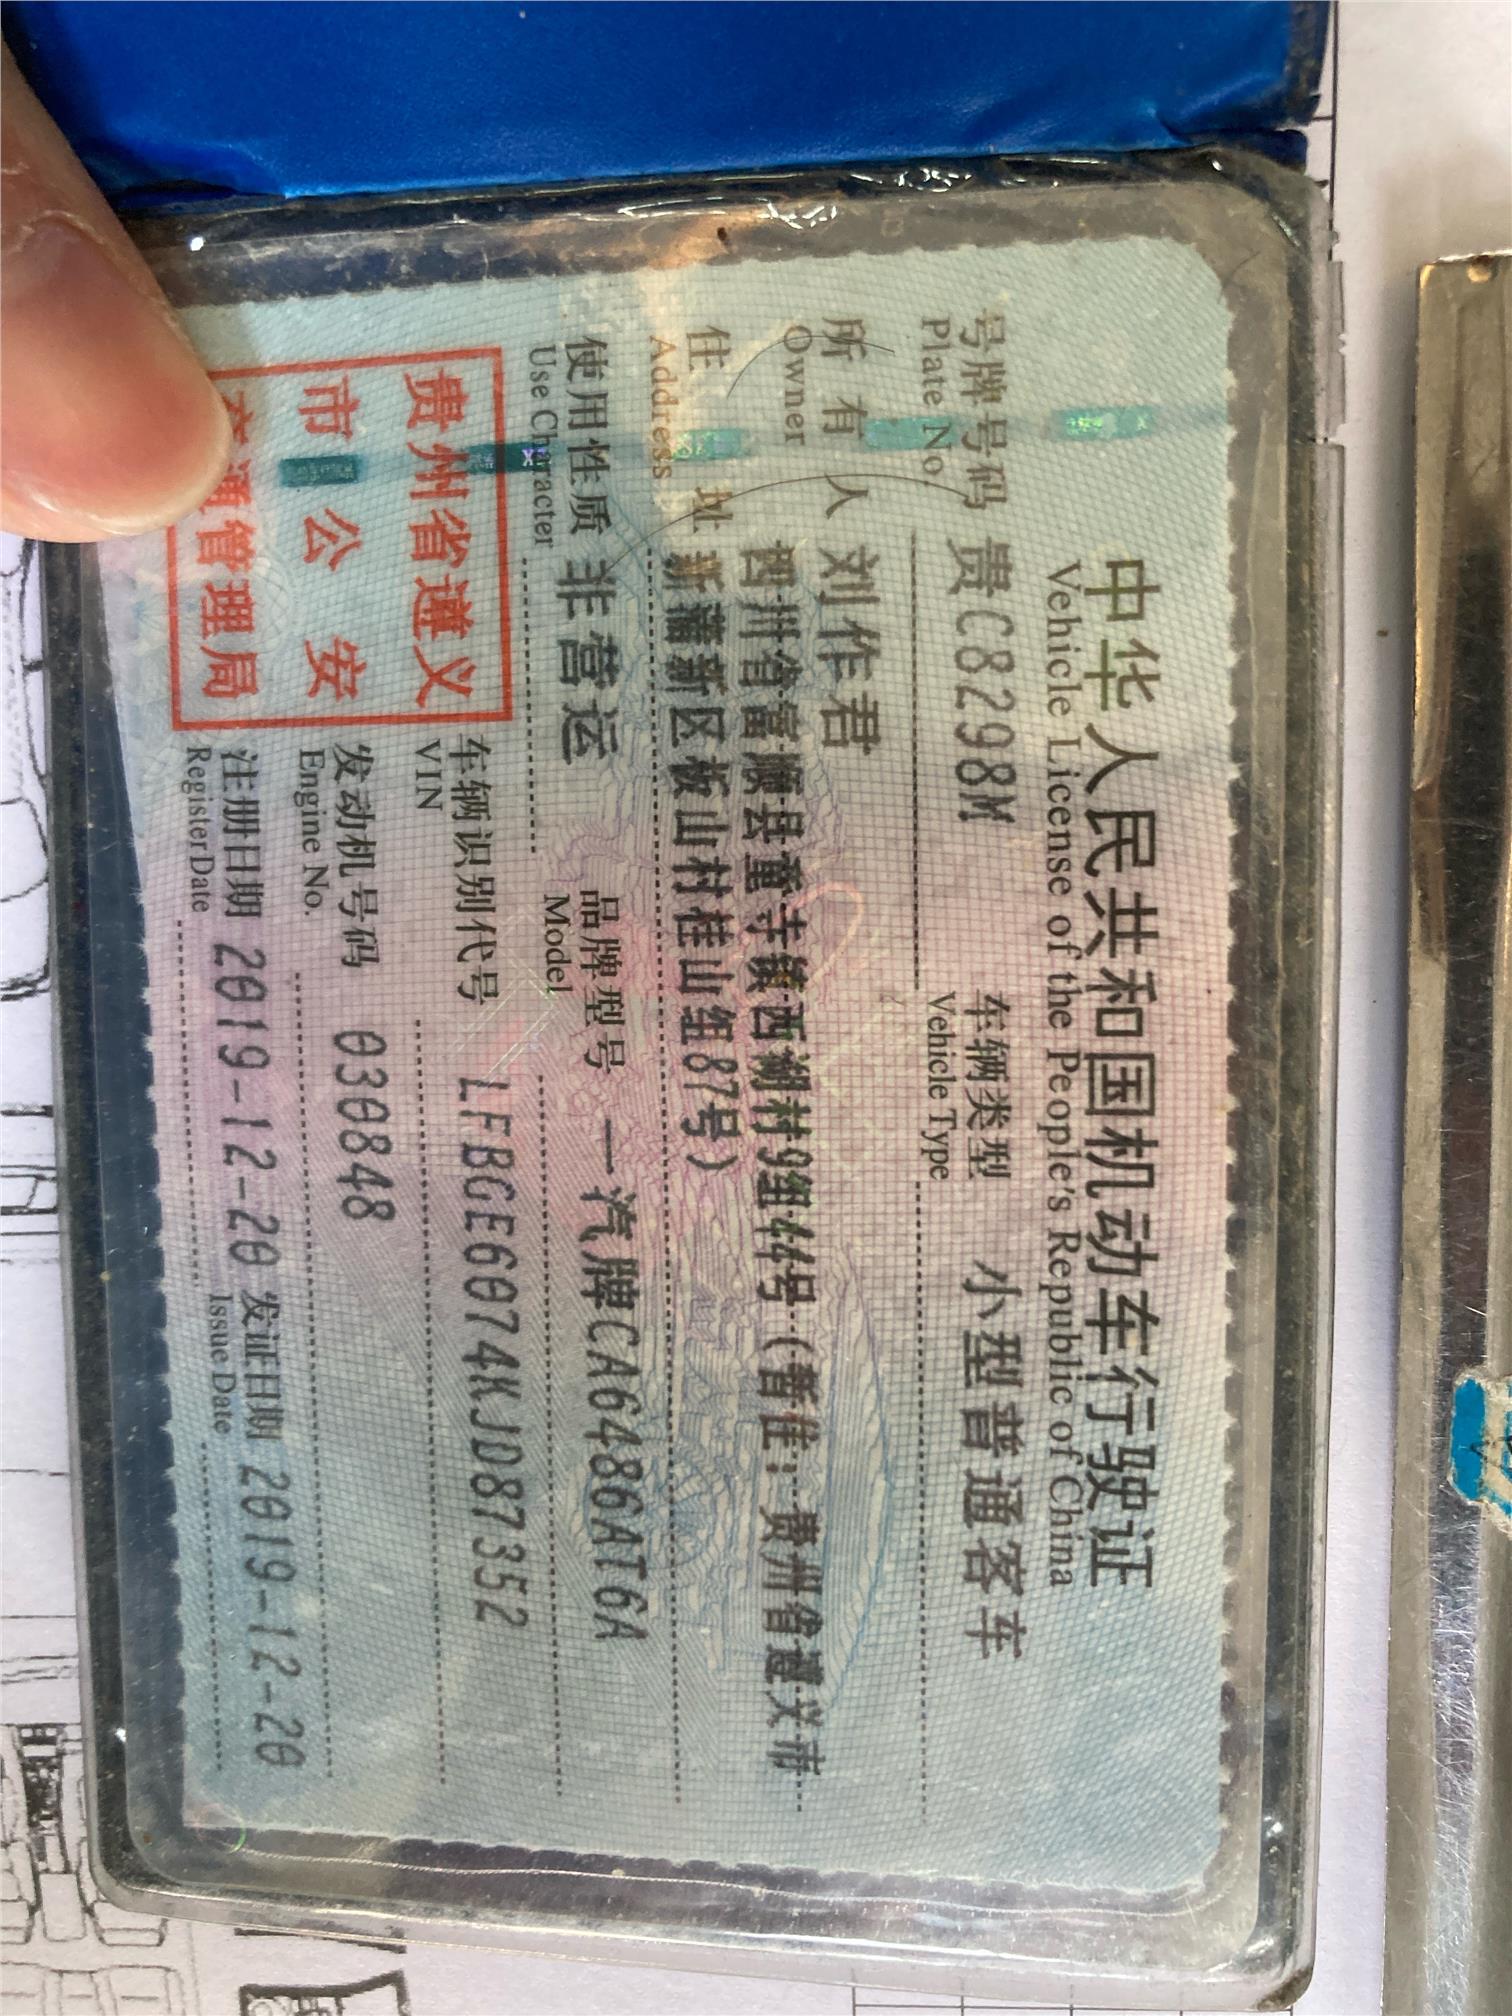 中华人民共和国机动车行驶证
Vehicle License of the People's Republic of China
号牌号码 贵C8298M 车辆类型 小型普通客车
Plate No. Vehicle Type
所有人 刘作君
Owner
住址 四川省富顺县童寺镇西湖村9组44号(暂住:贵州省遵义市
Address 新蒲新区板山村桂山组87号)
使用性质 非营运 品牌型号 一汽牌CA6486AT6A
Use Character Model
贵州省遵义
市公安
交通管理局
车辆识别代号 LFBGE6074KJD87352
VIN
发动机号码 030848
Engine No.
注册日期 2019-12-20 发证日期 2019-12-20
Register Date Issue Date